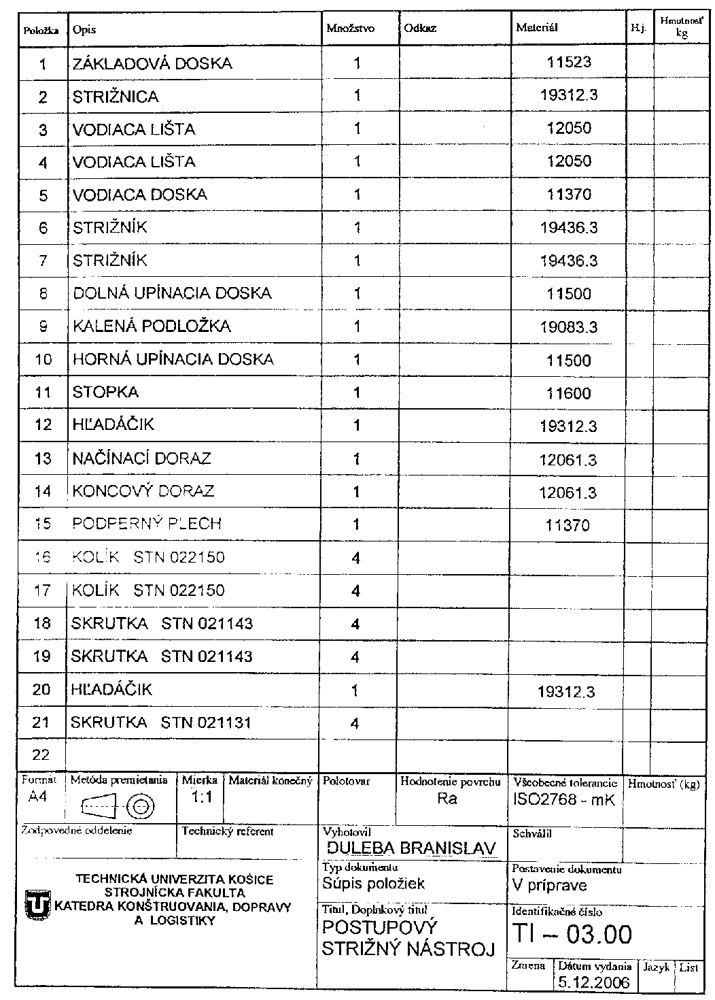 Položka Opis Množstvo Odkaz Materiál H.j. Hmotnosť kg
1 ZÁKLADOVÁ DOSKA 1 11523
2 STRIŽNICA 1 19312.3
3 VODIACA LIŠTA 1 12050
4 VODIACA LIŠTA 1 12050
5 VODIACA DOSKA 1 11370
6 STRIŽNÍK 1 19436.3
7 STRIŽNÍK 1 19436.3
8 DOLNÁ UPÍNACIA DOSKA 1 11500
9 KALENÁ PODLOŽKA 1 19083.3
10 HORNÁ UPÍNACIA DOSKA 1 11500
11 STOPKA 1 11600
12 HĽADÁČIK 1 19312.3
13 NAČÍNACÍ DORAZ 1 12061.3
14 KONCOVÝ DORAZ 1 12061.3
15 PODPERNÝ PLECH 1 11370
16 KOLÍK STN 022150 4
17 KOLÍK STN 022150 4
18 SKRUTKA STN 021143 4
19 SKRUTKA STN 021143 4
20 HĽADÁČIK 1 19312.3
21 SKRUTKA STN 021131 4
22
Formát Metóda premietania Mierka Materiál konečný Polotovar Hodnotenie povrchu Všeobecné tolerancie Hmotnosť (kg)
A4 1:1 Ra ISO2768 - mK
Zodpovedné oddelenie Technický referent Vyhotovil Schválil
DULEBA BRANISLAV
Typ dokumentu Postavenie dokumentu
Súpis položiek V príprave
TECHNICKÁ UNIVERZITA KOŠICE
STROJNÍCKA FAKULTA
KATEDRA KONŠTRUOVANIA, DOPRAVY
A LOGISTIKY
Titul, Doplnkový titul Identifikačné číslo
POSTUPOVÝ
STRIŽNÝ NÁSTROJ
TI – 03.00
Zmena Dátum vydania Jazyk List
5.12.2006